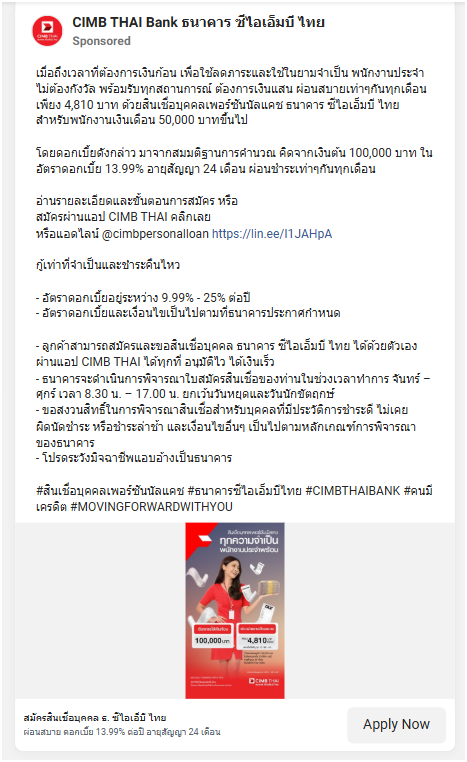 CIMB THAI Bank ธนาคาร ซีไอเอ็มบี ไทย
Sponsored
เมื่อถึงเวลาที่ต้องการเงินก้อน เพื่อใช้ลดภาระและใช้ในยามจำเป็น พนักงานประจำ
ไม่ต้องกังวล พร้อมรับทุกสถานการณ์ ต้องการเงินแสน ผ่อนสบายเท่าๆกันทุกเดือน
เพียง 4,810 บาท ด้วยสินเชื่อบุคคลเพอร์ซันนัลแคช ธนาคาร ซีไอเอ็มบี ไทย
สำหรับพนักงานเงินเดือน 50,000 บาทขึ้นไป
โดยดอกเบี้ยดังกล่าว มาจากสมมติฐานการคำนวณ คิดจากเงินต้น 100,000 บาท ใน
อัตราดอกเบี้ย 13.99% อายุสัญญา 24 เดือน ผ่อนชำระเท่าๆกันทุกเดือน
อ่านรายละเอียดและขั้นตอนการสมัคร หรือ
สมัครผ่านแอป CIMB THAI คลิกเลย
หรือแอดไลน์ @cimbpersonalloan https://lin.ee/I1JAHpA
กู้เท่าที่จำเป็นและชำระคืนไหว
- อัตราดอกเบี้ยอยู่ระหว่าง 9.99% - 25% ต่อปี
- อัตราดอกเบี้ยและเงื่อนไขเป็นไปตามที่ธนาคารประกาศกำหนด
- ลูกค้าสามารถสมัครและขอสินเชื่อบุคคล ธนาคาร ซีไอเอ็มบี ไทย ได้ด้วยตัวเอง
ผ่านแอป CIMB THAI ได้ทุกที่ อนุมัติไว ได้เงินเร็ว
- ธนาคารจะดำเนินการพิจารณาใบสมัครสินเชื่อของท่านในช่วงเวลาทำการ จันทร์ –
ศุกร์ เวลา 8.30 น. – 17.00 น. ยกเว้นวันหยุดและวันนักขัตฤกษ์
- ขอสงวนสิทธิ์ในการพิจารณาสินเชื่อสำหรับบุคคลที่มีประวัติการชำระดี ไม่เคย
ผิดนัดชำระ หรือชำระล่าช้า และเงื่อนไขอื่นๆ เป็นไปตามหลักเกณฑ์การพิจารณา
ของธนาคาร
- โปรดระวังมิจฉาชีพแอบอ้างเป็นธนาคาร
#สินเชื่อบุคคลเพอร์ซันนัลแคช #ธนาคารซีไอเอ็มบีไทย #CIMBTHAIBANK #คนมี
เครดิต #MOVINGFORWARDWITHYOU
ทุกความจำเป็น
พนักงานประจำพร้อม
100,000 บาท
4,810
CIMB THAI
สมัครสินเชื่อบุคคล ธ. ซีไอเอ็บี ไทย
ผ่อนสบาย ดอกเบี้ย 13.99% ต่อปี อายุสัญญา 24 เดือน
Apply Now